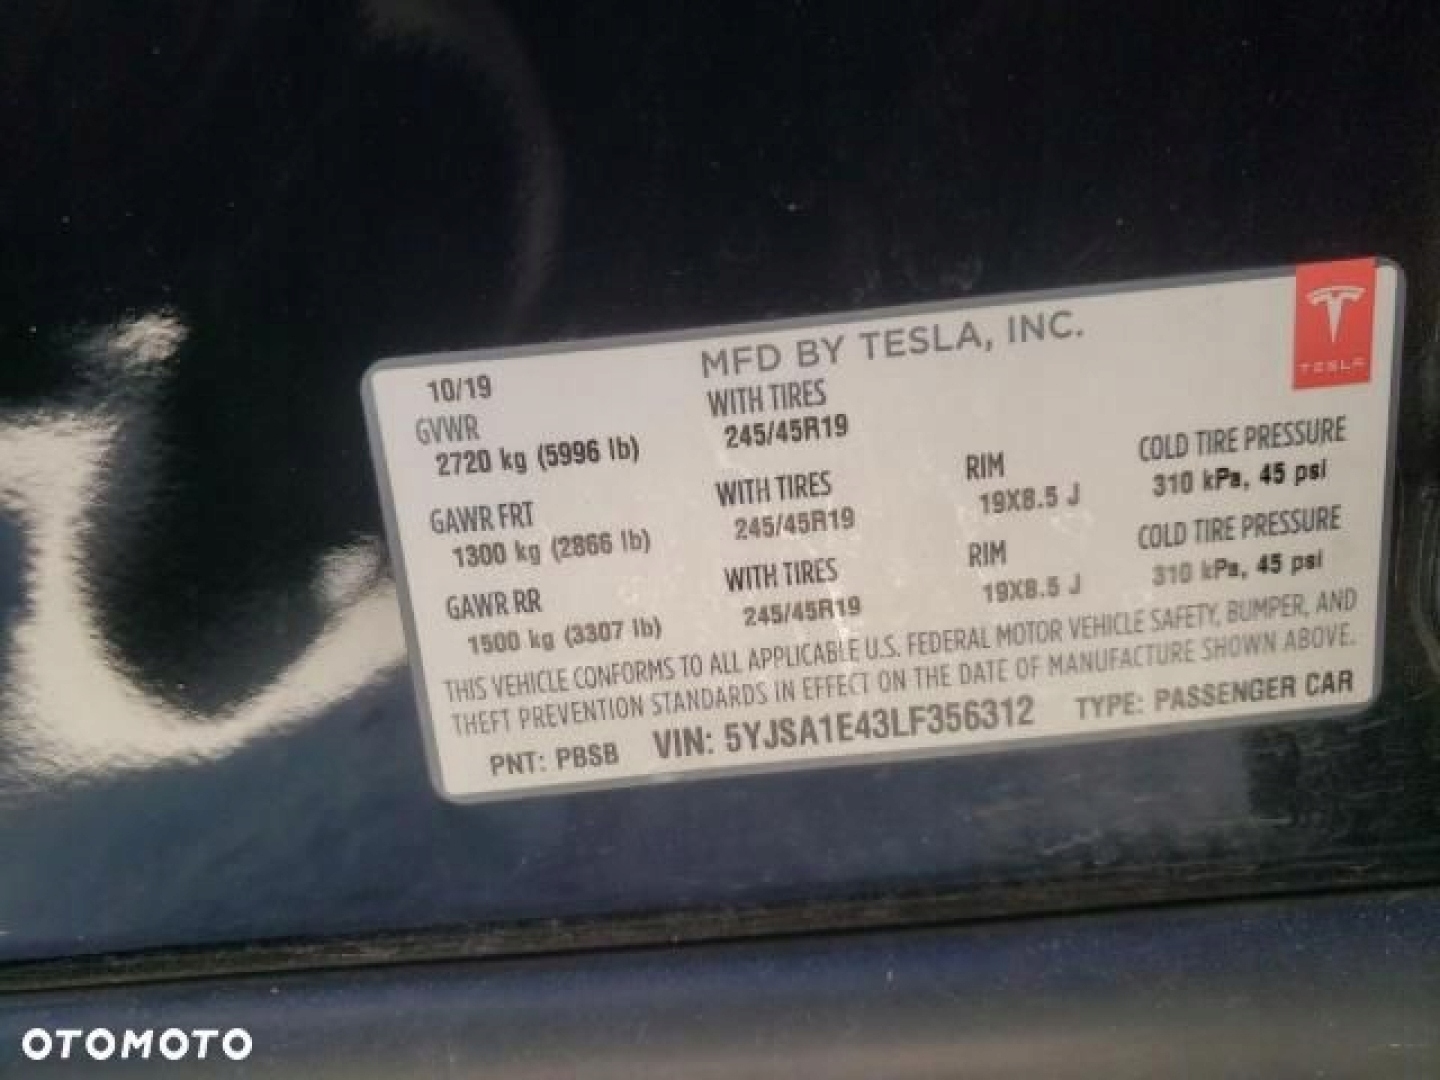 MFD BY TESLA, INC.
TESLA
10/19
GVWR
2720 kg (5996 lb)
WITH TIRES
245/45R19
GAWR FRT
1300 kg (2866 lb)
WITH TIRES
245/45R19
RIM
19X8.5 J
COLD TIRE PRESSURE
310 kPa, 45 psi
GAWR RR
1500 kg (3307 lb)
WITH TIRES
245/45R19
RIM
19X8.5 J
COLD TIRE PRESSURE
310 kPa, 45 psi
THIS VEHICLE CONFORMS TO ALL APPLICABLE U.S. FEDERAL MOTOR VEHICLE SAFETY, BUMPER, AND
THEFT PREVENTION STANDARDS IN EFFECT ON THE DATE OF MANUFACTURE SHOWN ABOVE.
PNT: PBSB VIN: 5YJSA1E43LF356312 TYPE: PASSENGER CAR
OTOMOTO